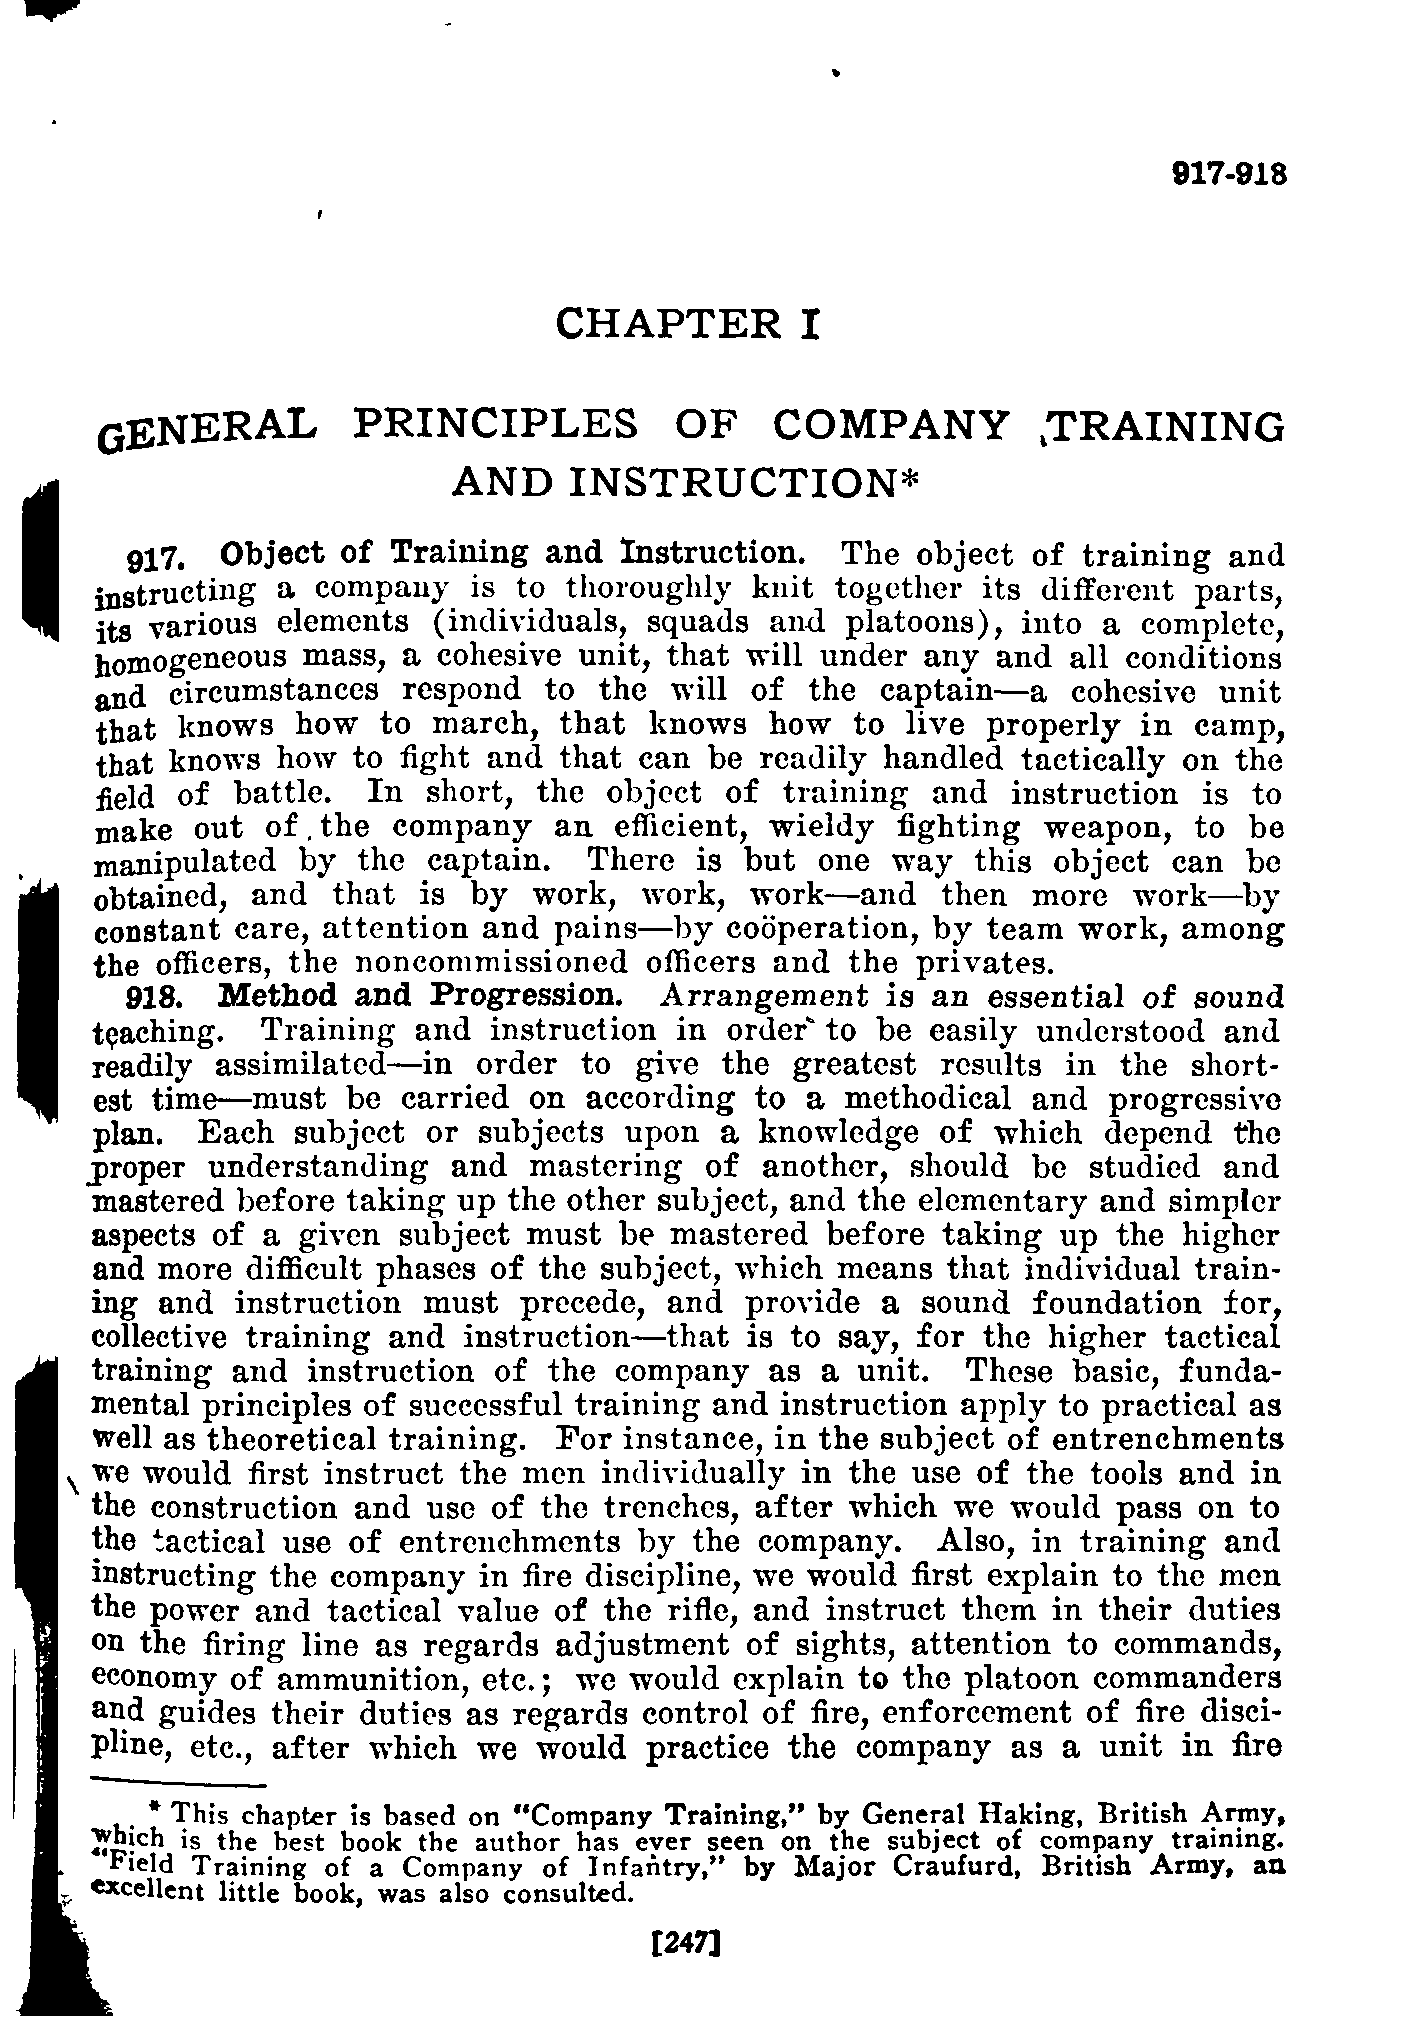 917-918
CHAPTER I
GENERAL PRINCIPLES OF COMPANY TRAINING
AND INSTRUCTION*
917. Object of Training and Instruction. The object of training and
instructing a company is to thoroughly knit together its different parts,
its various elements (individuals, squads and platoons), into a complete,
homogeneous mass, a cohesive unit, that will under any and all conditions
and circumstances respond to the will of the captain—a cohesive unit
that knows how to march, that knows how to live properly in camp,
that knows how to fight and that can be readily handled tactically on the
field of battle. In short, the object of training and instruction is to
make out of the company an efficient, wieldy fighting weapon, to be
manipulated by the captain. There is but one way this object can be
obtained, and that is by work, work, work—and then more work—by
constant care, attention and pains—by coöperation, by team work, among
the officers, the noncommissioned officers and the privates.
918. Method and Progression. Arrangement is an essential of sound
teaching. Training and instruction in order to be easily understood and
readily assimilated—in order to give the greatest results in the short-
est time—must be carried on according to a methodical and progressive
plan. Each subject or subjects upon a knowledge of which depend the
proper understanding and mastering of another, should be studied and
mastered before taking up the other subject, and the elementary and simpler
aspects of a given subject must be mastered before taking up the higher
and more difficult phases of the subject, which means that individual train-
ing and instruction must precede, and provide a sound foundation for,
collective training and instruction—that is to say, for the higher tactical
training and instruction of the company as a unit. These basic, funda-
mental principles of successful training and instruction apply to practical as
well as theoretical training. For instance, in the subject of entrenchments
we would first instruct the men individually in the use of the tools and in
the construction and use of the trenches, after which we would pass on to
the tactical use of entrenchments by the company. Also, in training and
instructing the company in fire discipline, we would first explain to the men
the power and tactical value of the rifle, and instruct them in their duties
on the firing line as regards adjustment of sights, attention to commands,
economy of ammunition, etc.; we would explain to the platoon commanders
and guides their duties as regards control of fire, enforcement of fire disci-
pline, etc., after which we would practice the company as a unit in fire
* This chapter is based on "Company Training," by General Haking, British Army,
which is the best book the author has ever seen on the subject of company training.
"Field Training of a Company of Infantry," by Major Craufurd, British Army, an
excellent little book, was also consulted.
[247]